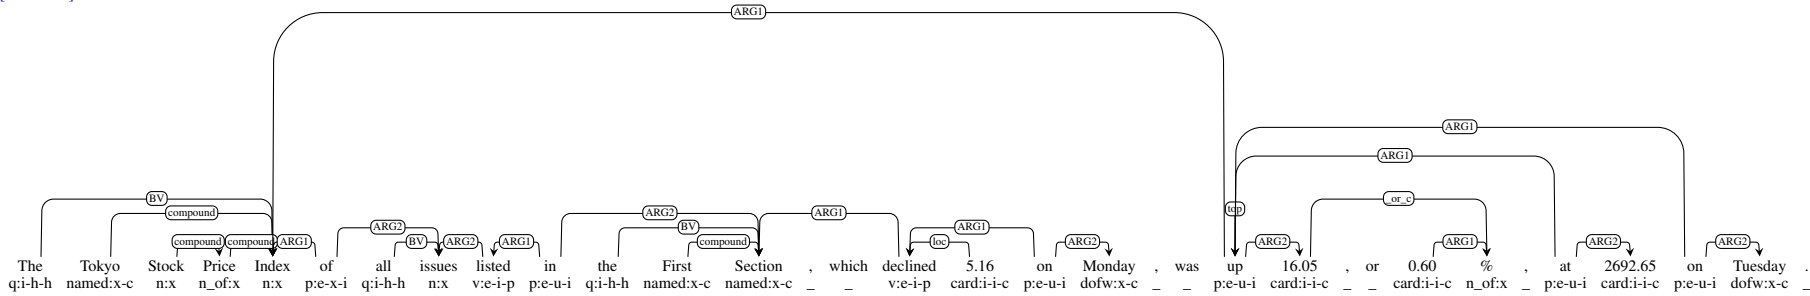 ARG1
ARG1
ARG1
BV _or_c
compound ARG2 ARG1 top
ARG2 BV ARG1
compound compound ARG1 BV ARG2 ARG1 compound loc ARG2 ARG2 ARG1 ARG2 ARG2
The Tokyo Stock Price Index of all issues listed in the First Section , which declined 5.16 on Monday , was up 16.05 , or 0.60 % , at 2692.65 on Tuesday .
q:i-h-h named:x-c n:x n_of:x n:x p:e-x-i q:i-h-h n:x v:e-i-p p:e-u-i q:i-h-h named:x-c named:x-c _ _ v:e-i-p card:i-i-c p:e-u-i dofw:x-c _ _ p:e-u-i card:i-i-c _ _ card:i-i-c n_of:x _ p:e-u-i card:i-i-c p:e-u-i dofw:x-c _